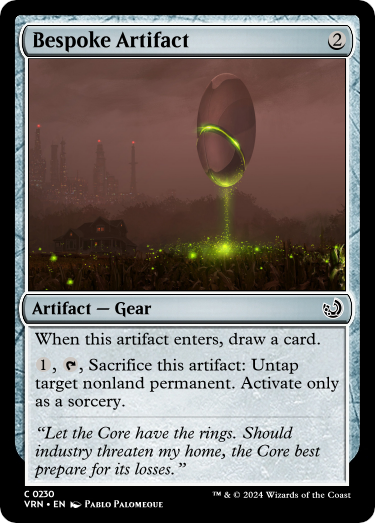 Bespoke Artifact 2
Artifact — Gear
When this artifact enters, draw a card.
1, , Sacrifice this artifact: Untap
target nonland permanent. Activate only
as a sorcery.
“Let the Core have the rings. Should
industry threaten my home, the Core best
prepare for its losses.”
C 0230
VRN • EN Pablo Palomeque
™ & © 2024 Wizards of the Coast